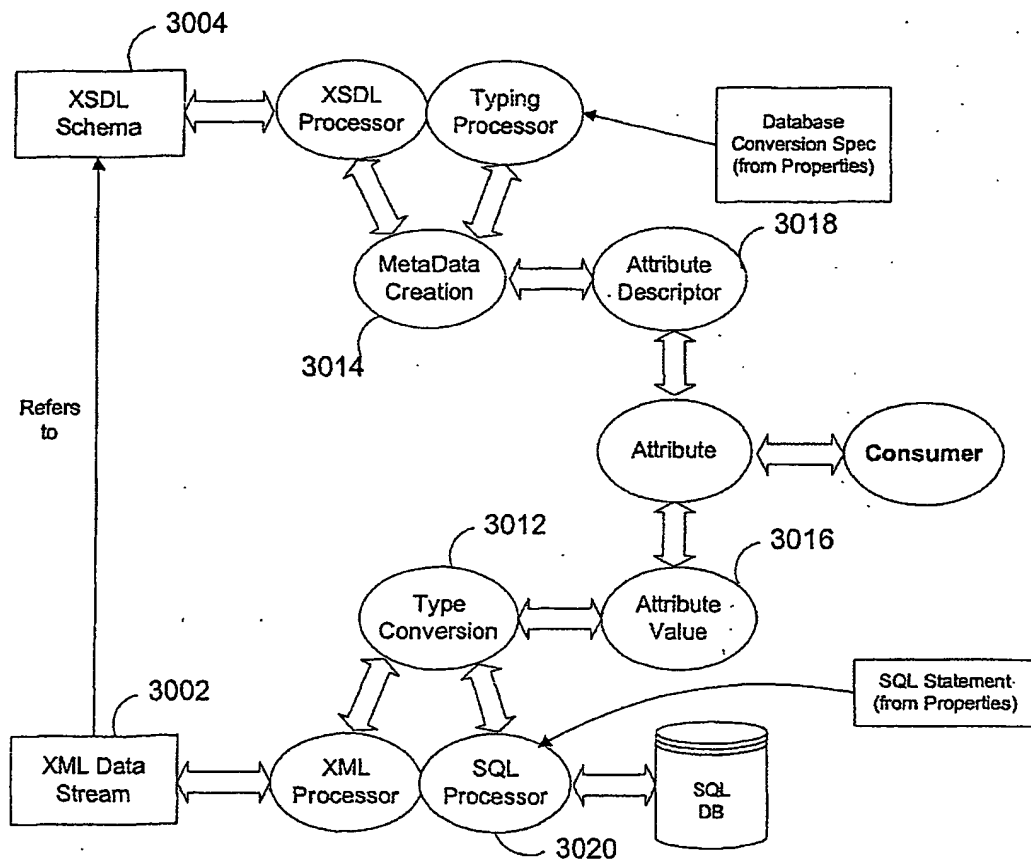 3004
XSDL
Schema
XSDL
Processor
Typing
Processor
Database
Conversion Spec
(from Properties)
3018
MetaData
Creation
Attribute
Descriptor
3014
Refers
to
Attribute
Consumer
3012
3016
Type
Conversion
Attribute
Value
3002
SQL Statement
(from Properties)
XML Data
Stream
XML
Processor
SQL
Processor
SQL
DB
3020